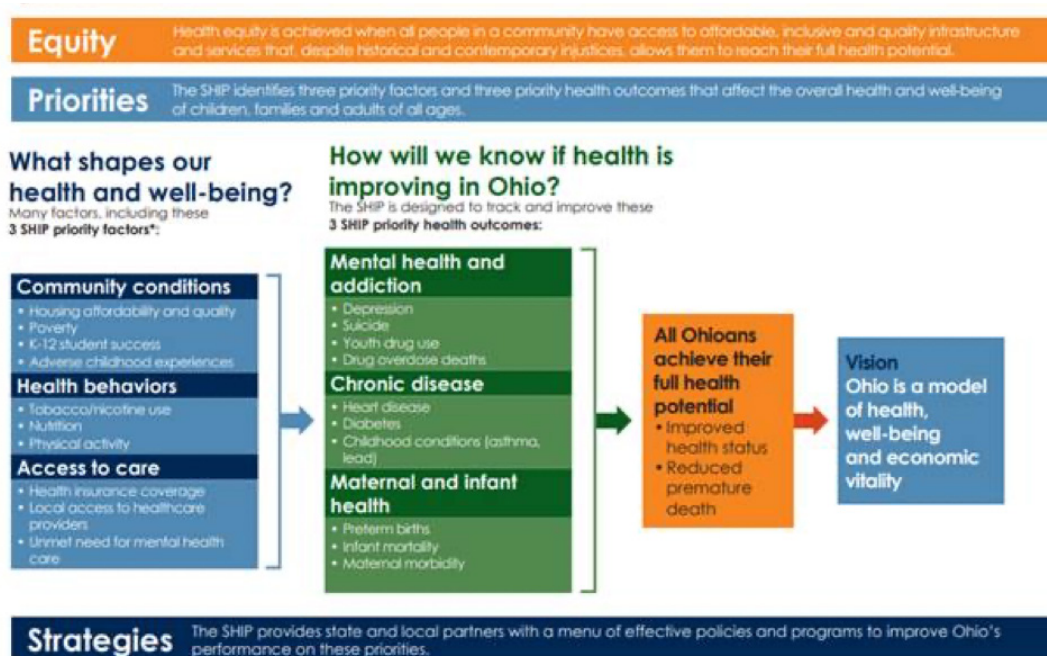 Equity
Health equity is achieved when all people in a community have access to affordable, inclusive and quality infrastructure
and services that, despite historical and contemporary injustices, allows them to reach their full health potential.
Priorities
The SHIP identifies three priority factors and three priority health outcomes that affect the overall health and well-being
of children, families and adults of all ages.
What shapes our
health and well-being?
Many factors, including these
3 SHIP priority factors*:
Community conditions
• Housing affordability and quality
• Poverty
• K-12 student success
• Adverse childhood experiences
Health behaviors
• Tobacco/nicotine use
• Nutrition
• Physical activity
Access to care
• Health insurance coverage
• Local access to healthcare
providers
• Unmet need for mental health
care
How will we know if health is
improving in Ohio?
The SHIP is designed to track and improve these
3 SHIP priority health outcomes:
Mental health and
addiction
• Depression
• Suicide
• Youth drug use
• Drug overdose deaths
Chronic disease
• Heart disease
• Diabetes
• Childhood conditions (asthma,
lead)
Maternal and infant
health
• Preterm births
• Infant mortality
• Maternal morbidity
All Ohioans
achieve their
full health
potential
• Improved
health status
• Reduced
premature
death
Vision
Ohio is a model
of health,
well-being
and economic
vitality
Strategies
The SHIP provides state and local partners with a menu of effective policies and programs to improve Ohio's
performance on these priorities.